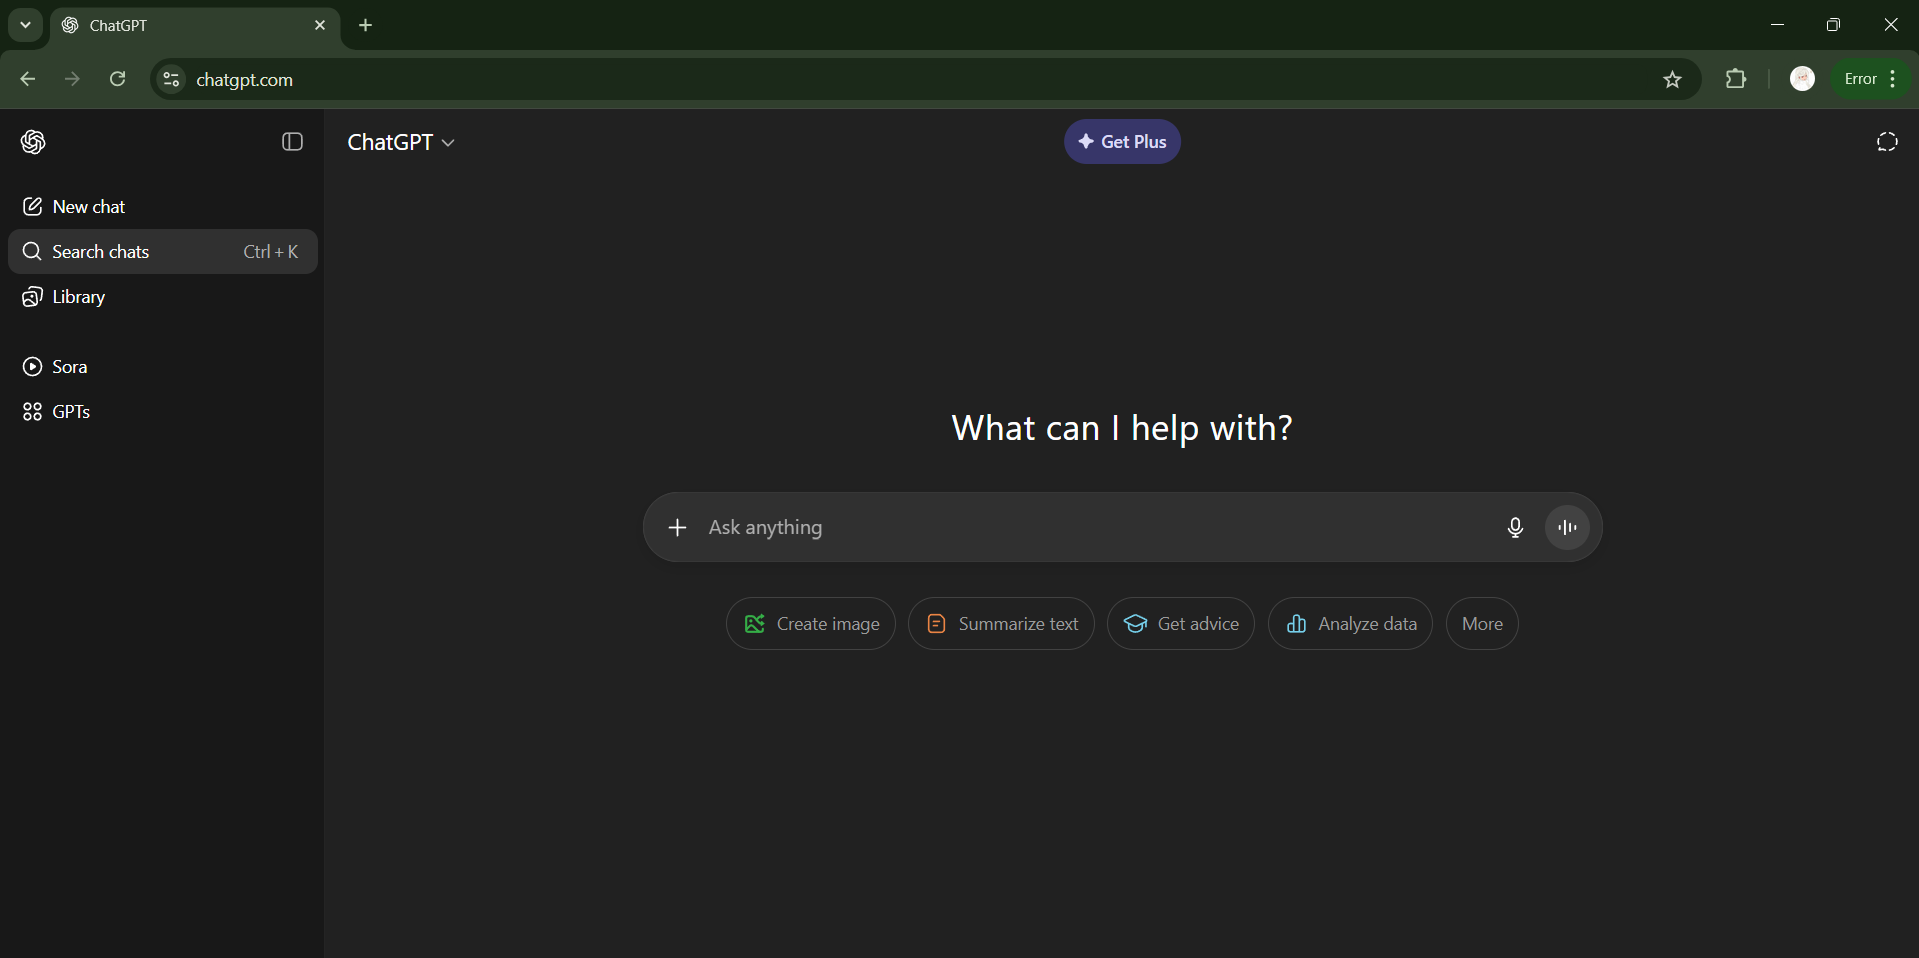 ChatGPT
chatgpt.com
Error
ChatGPT
Get Plus
New chat
Search chats Ctrl + K
Library
Sora
GPTs
What can I help with?
Ask anything
Create image Summarize text Get advice Analyze data More